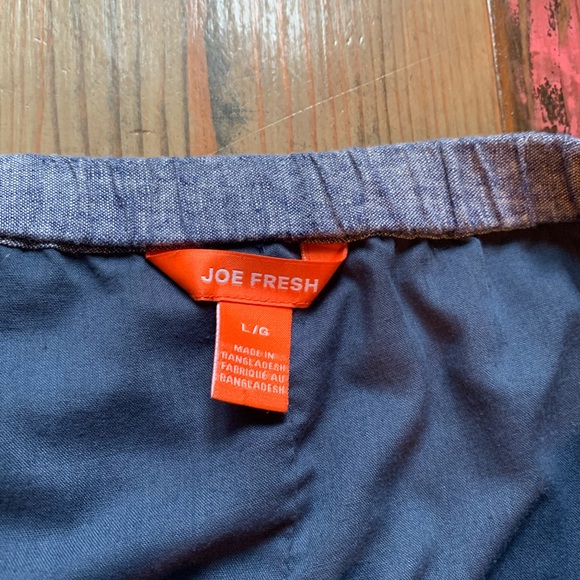 JOE FRESH
L/G
MADE IN
BANGLADESH
FABRIQUÉ AU
BANGLADESH